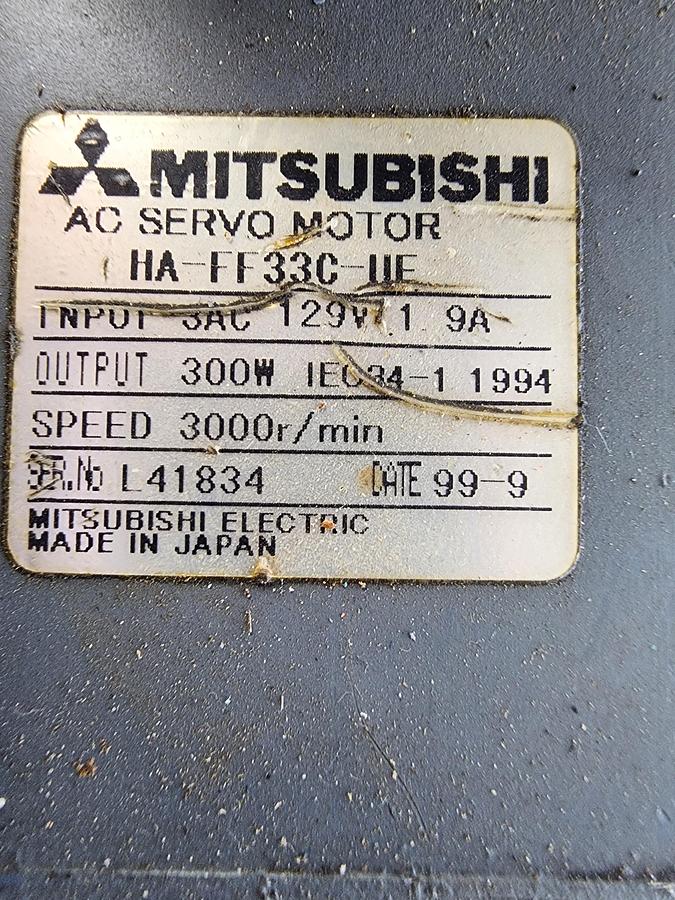 MITSUBISHI
AC SERVO MOTOR
HA-FF33C-UE
INPUT 3AC 129V 1.9A
OUTPUT 300W IEC34-1 1994
SPEED 3000r/min
SER.No L41834 DATE 99-9
MITSUBISHI ELECTRIC
MADE IN JAPAN